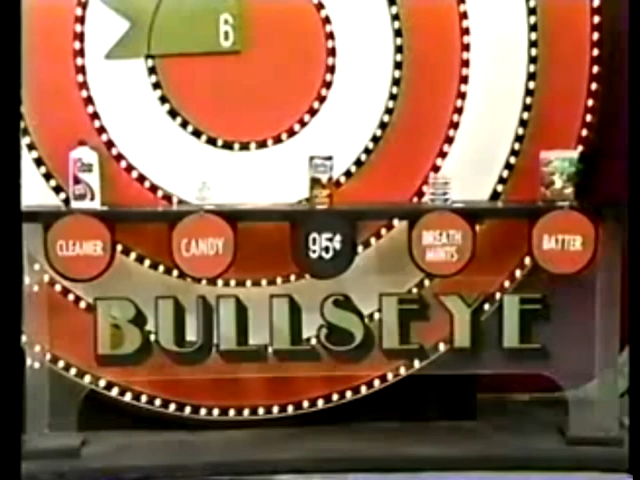 6
CLEANER
CANDY
95¢
BREATH
MINTS
BATTER
BULLSEYE